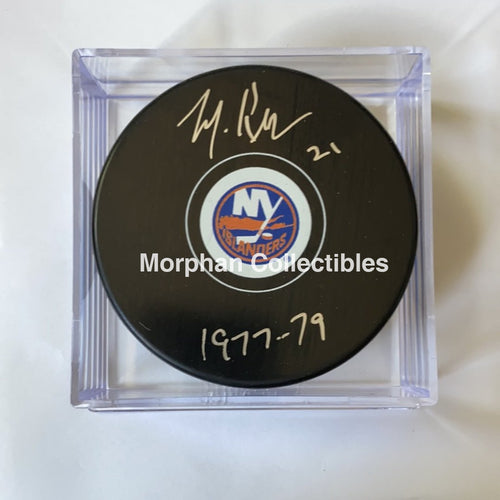 M. K
21
NY
ISLANDERS
Morphan Collectibles
1977-79